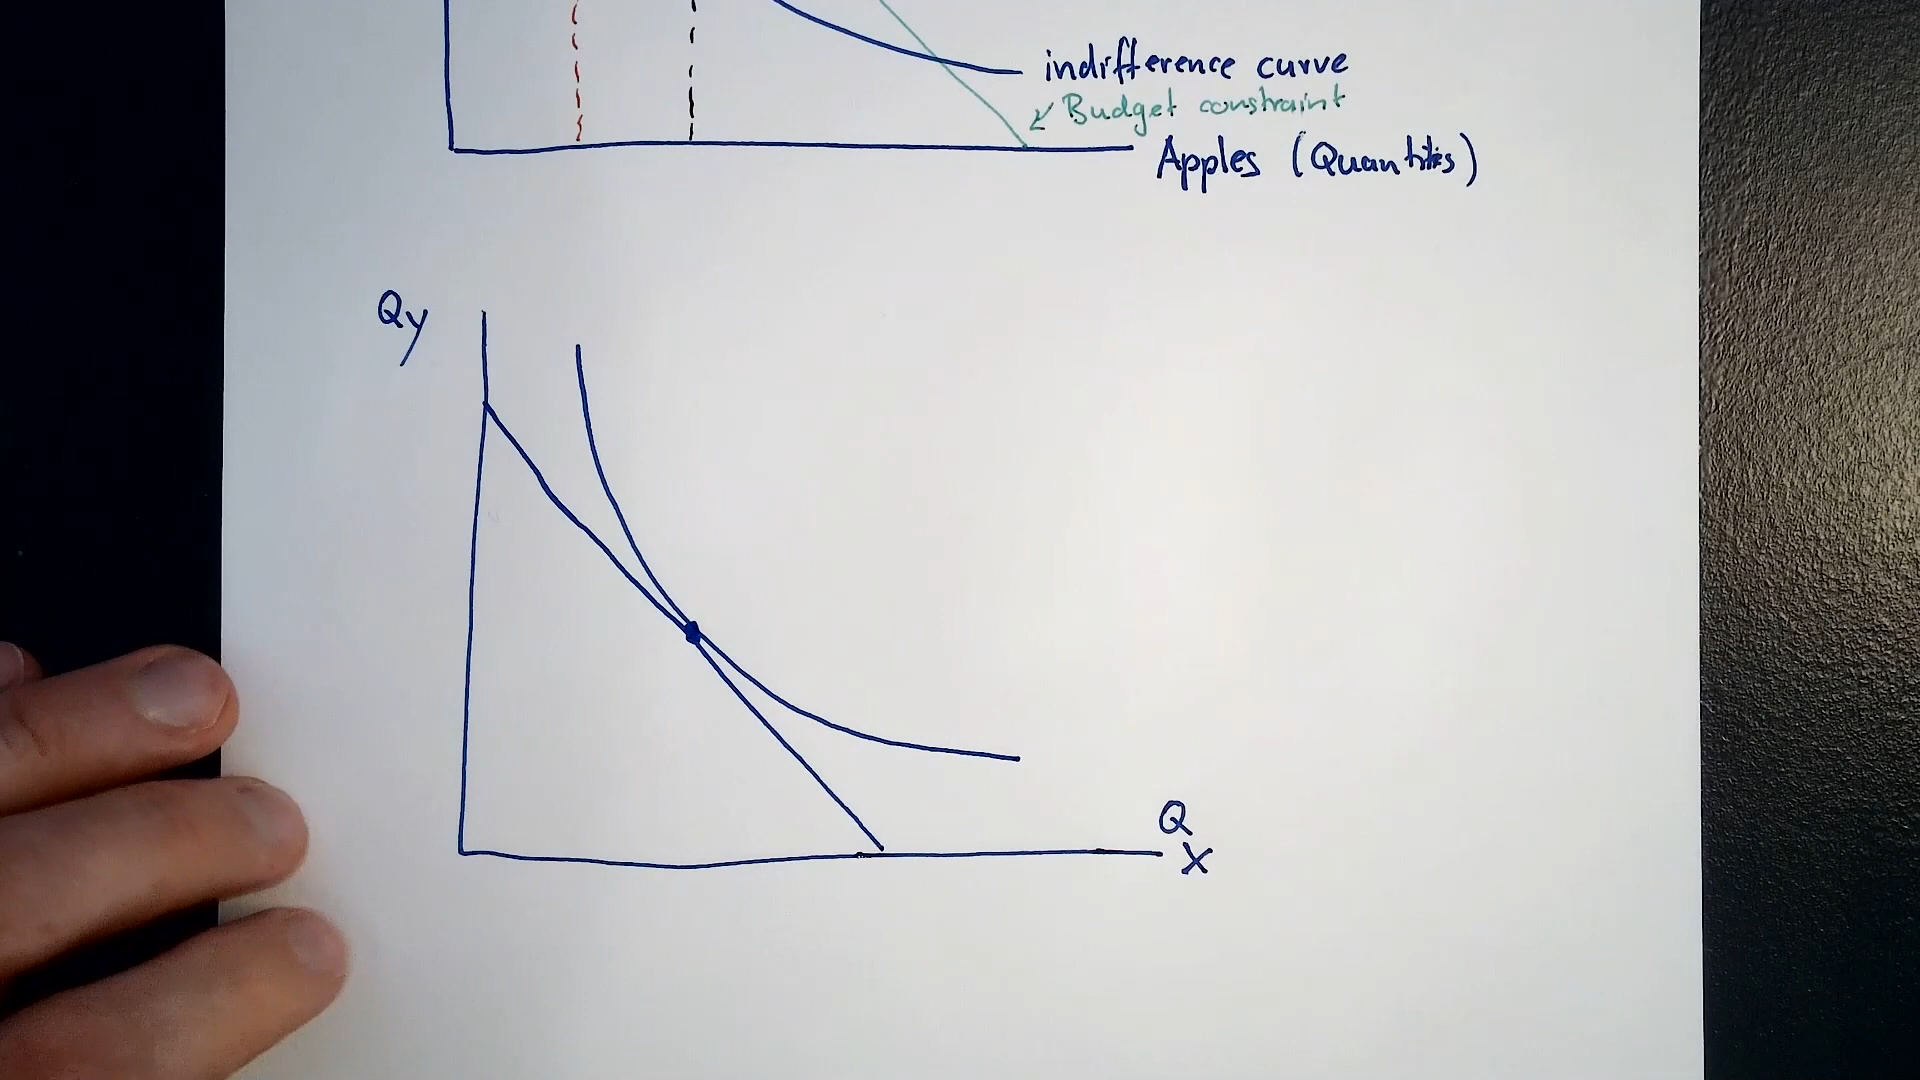 indifference curve
Budget constraint
Apples (Quantities)
Qy
Q
X